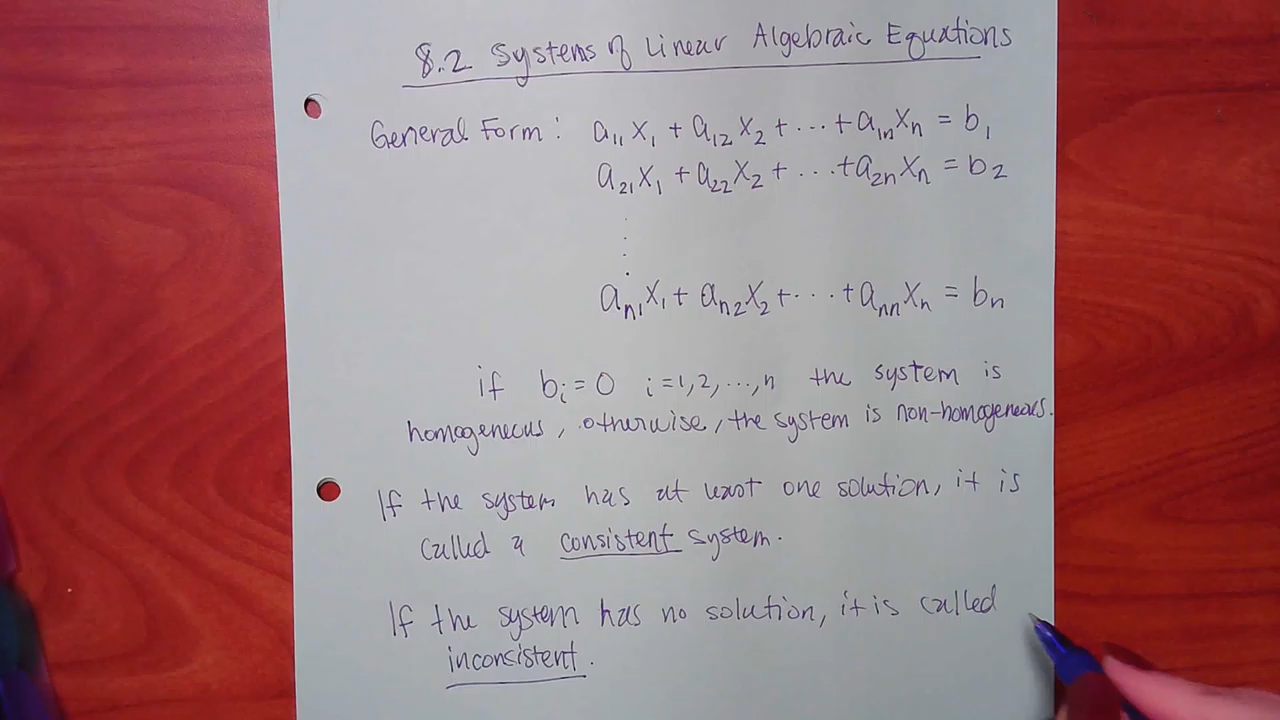 8.2 Systems of Linear Algebraic Equations
General Form: a₁₁x₁ + a₁₂x₂ + ... + a₁ₙxₙ = b₁
a₂₁x₁ + a₂₂x₂ + ... + a₂ₙxₙ = b₂
⋮
aₙ₁x₁ + aₙ₂x₂ + ... + aₙₙxₙ = bₙ
if bᵢ = 0 i = 1, 2, ..., n the system is
homogeneous, otherwise, the system is non-homogeneous.
If the system has at least one solution, it is
called a consistent system.
If the system has no solution, it is called
inconsistent.